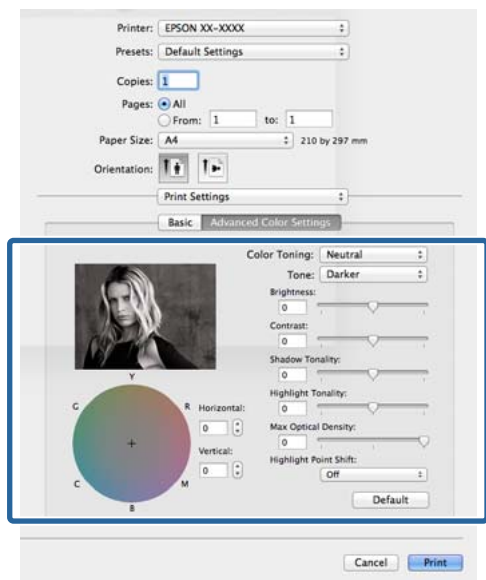 Printer: EPSON XX-XXXX
Presets: Default Settings
Copies: 1
Pages: All
From: 1 to: 1
Paper Size: A4 210 by 297 mm
Orientation:
Print Settings
Basic Advanced Color Settings
Color Toning: Neutral
Tone: Darker
Brightness:
0
Contrast:
0
Shadow Tonality:
0
Highlight Tonality:
0
Max Optical Density:
0
Highlight Point Shift:
Off
Default
Y
G R
C M
B
Horizontal:
0
Vertical:
0
Cancel Print